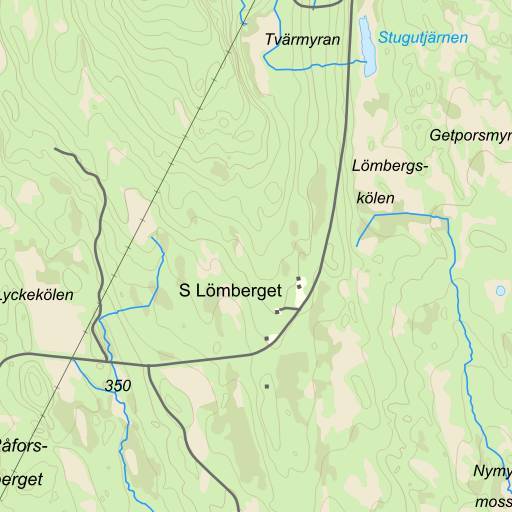 Tvärmyran
Stugutjärnen
Getporsmyr
Lömbergs-
kölen
S Lömberget
Lyckekölen
350
Råfors-
berget
Nymy
moss